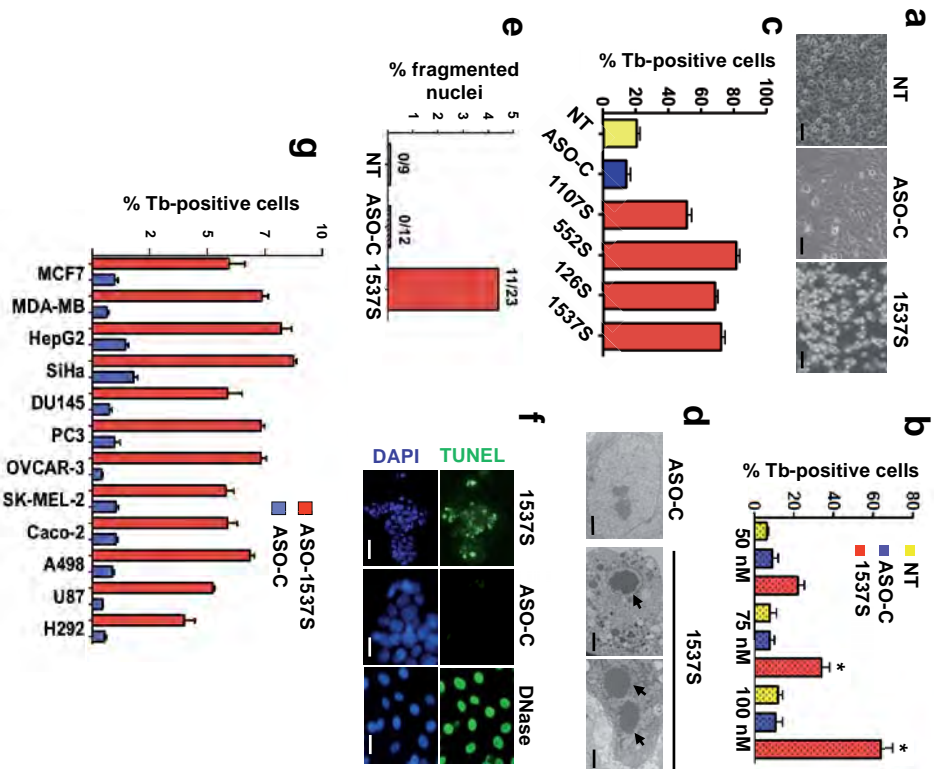 a
NT
ASO-C
1537S
b
% Tb-positive cells
0
20
40
60
80
NT
ASO-C
1537S
50 nM
75 nM
100 nM
*
*
c
% Tb-positive cells
0
20
40
60
80
100
NT
ASO-C
1107S
552S
126S
1537S
d
ASO-C
1537S
e
% fragmented
nuclei
1
2
3
4
5
0/9
0/12
11/23
NT
ASO-C
1537S
f
1537S
ASO-C
DNase
TUNEL
DAPI
g
% Tb-positive cells
2
5
7
10
ASO-1537S
ASO-C
MCF7
MDA-MB
HepG2
SiHa
DU145
PC3
OVCAR-3
SK-MEL-2
Caco-2
A498
U87
H292